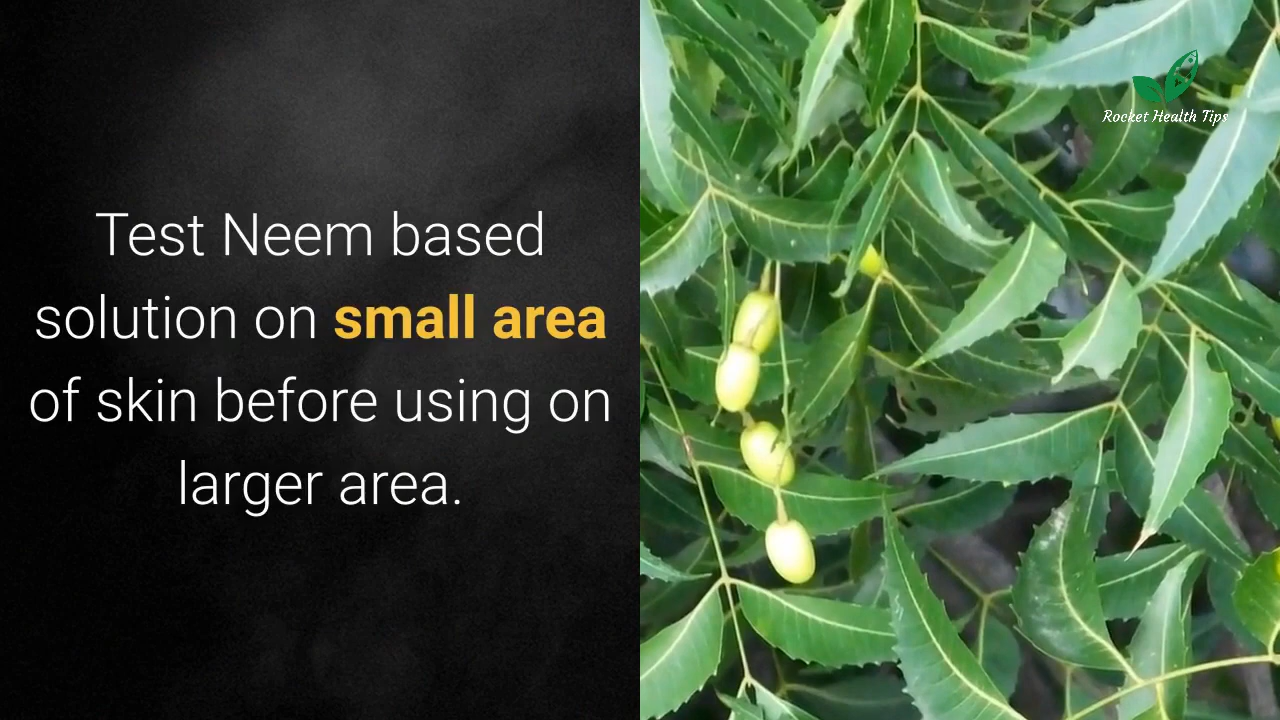 Test Neem based
solution on small area
of skin before using on
larger area.
Rocket Health Tips